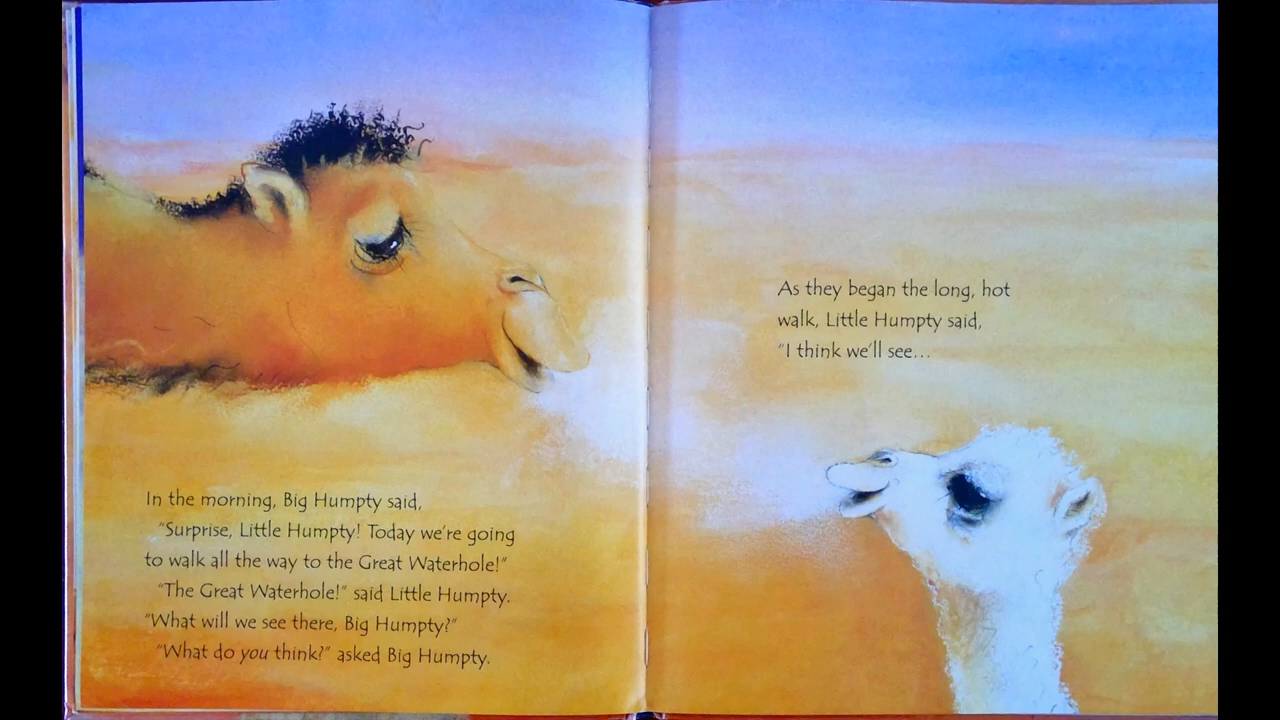 In the morning, Big Humpty said,
"Surprise, Little Humpty! Today we're going
to walk all the way to the Great Waterhole!"
"The Great Waterhole!" said Little Humpty.
"What will we see there, Big Humpty?"
"What do you think?" asked Big Humpty.
As they began the long, hot
walk, Little Humpty said,
"I think we'll see...